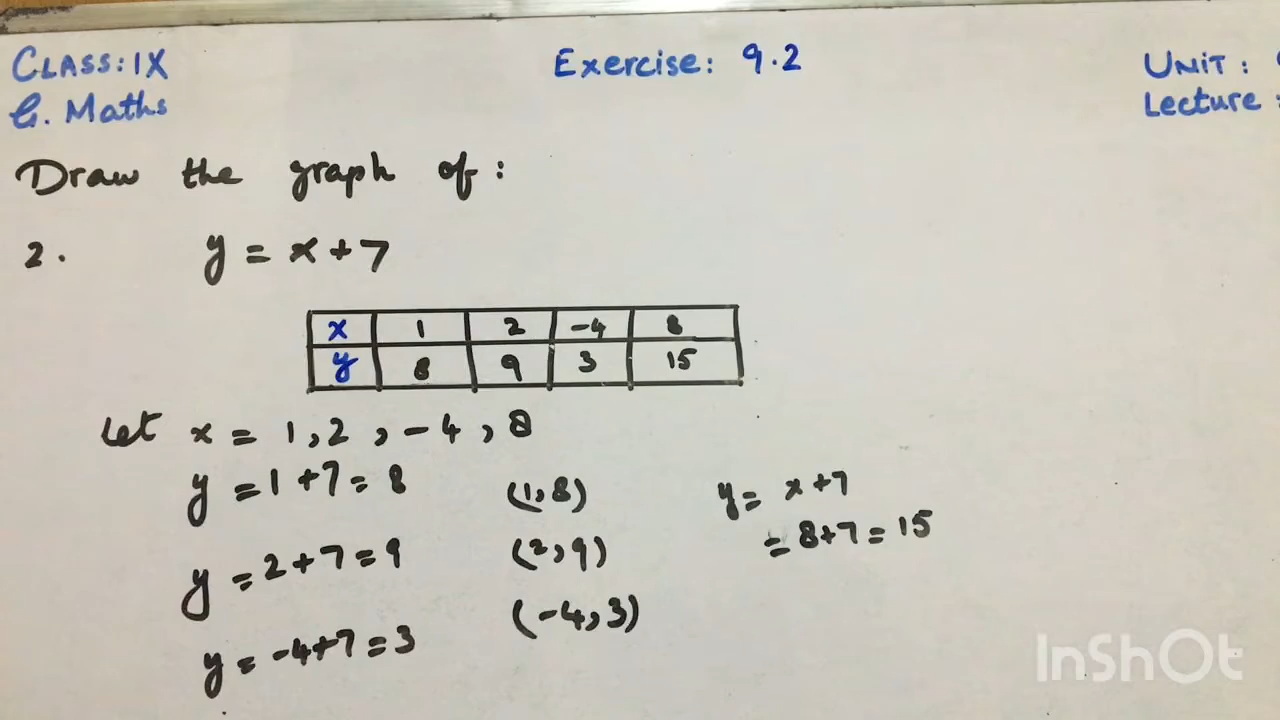 CLASS: IX Exercise: 9.2 UNIT:
G. Maths Lecture :
Draw the graph of :
2. y = x + 7
x 1 2 -4 8
y 8 9 3 15
Let x = 1, 2, -4, 8
y = 1 + 7 = 8 (1, 8) y = x + 7
= 8 + 7 = 15
y = 2 + 7 = 9 (2, 9)
y = -4 + 7 = 3 (-4, 3)
InShOt